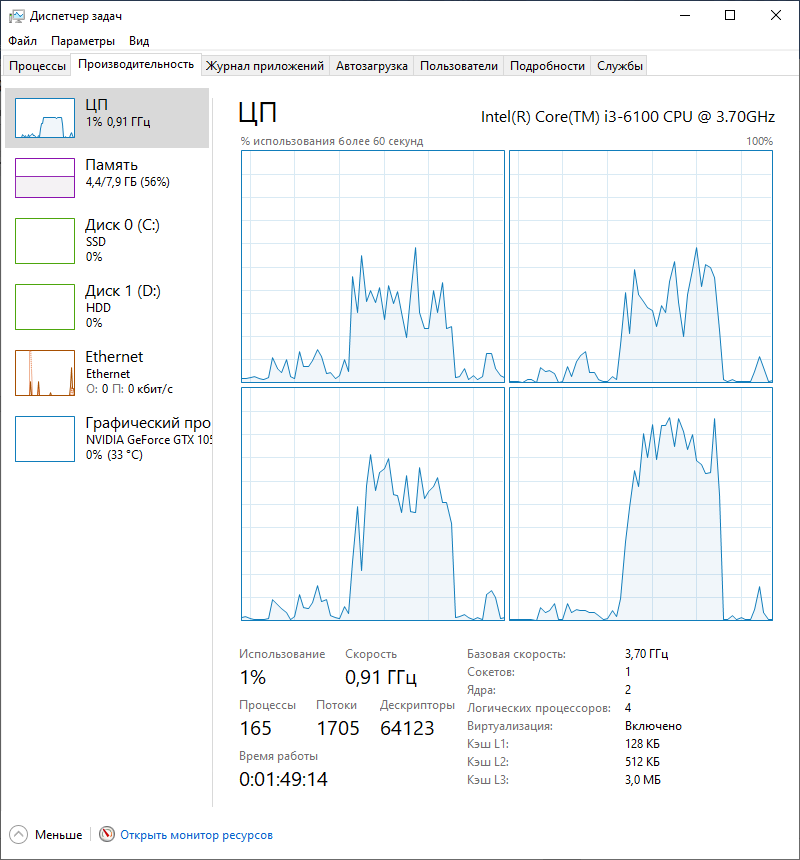 Диспетчер задач
Файл Параметры Вид
Процессы Производительность Журнал приложений Автозагрузка Пользователи Подробности Службы
ЦП
1% 0,91 ГГц
Память
4,4/7,9 ГБ (56%)
Диск 0 (C:)
SSD
0%
Диск 1 (D:)
HDD
0%
Ethernet
Ethernet
О: 0 П: 0 кбит/с
Графический про
NVIDIA GeForce GTX 105
0% (33 °C)
ЦП Intel(R) Core(TM) i3-6100 CPU @ 3.70GHz
% использования более 60 секунд 100%
Использование Скорость
1% 0,91 ГГц
Процессы Потоки Дескрипторы
165 1705 64123
Время работы
0:01:49:14
Базовая скорость: 3,70 ГГц
Сокетов: 1
Ядра: 2
Логических процессоров: 4
Виртуализация: Включено
Кэш L1: 128 КБ
Кэш L2: 512 КБ
Кэш L3: 3,0 МБ
Меньше Открыть монитор ресурсов